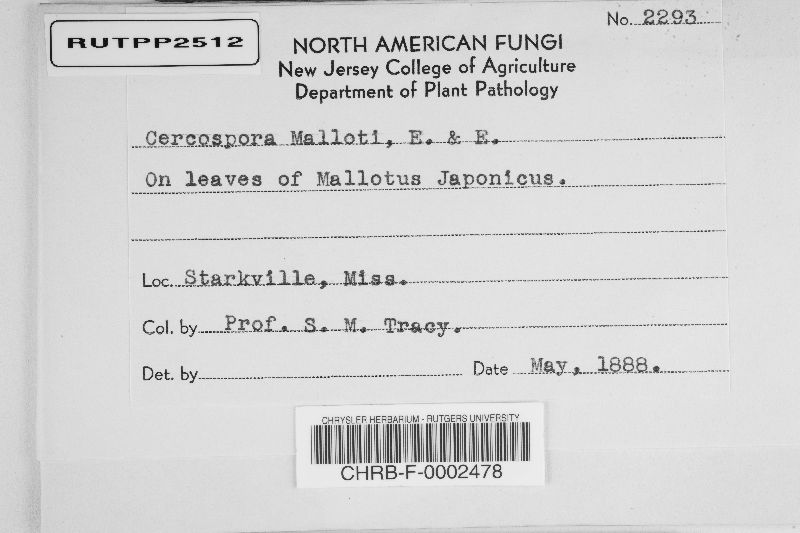 No. 2293
RUTPP2512
NORTH AMERICAN FUNGI
New Jersey College of Agriculture
Department of Plant Pathology
Cercospora Malloti, E. & E.
On leaves of Mallotus Japonicus.
Loc. Starkville, Miss.
Col. by Prof. S. M. Tracy.
Det. by
Date May, 1888.
CHRYSLER HERBARIUM - RUTGERS UNIVERSITY
CHRB-F-0002478